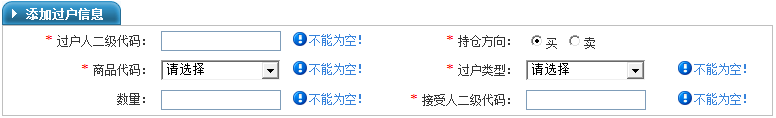 添加过户信息
* 过户人二级代码： 不能为空! * 持仓方向： 买 卖
* 商品代码： 请选择 不能为空! * 过户类型： 请选择 不能为空!
数量： 不能为空! * 接受人二级代码： 不能为空!